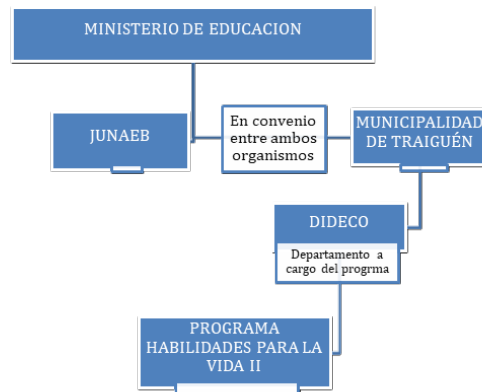 MINISTERIO DE EDUCACION
JUNAEB
En convenio
entre ambos
organismos
MUNICIPALIDAD
DE TRAIGUÉN
DIDECO
Departamento a
cargo del progrma
PROGRAMA
HABILIDADES PARA LA
VIDA II